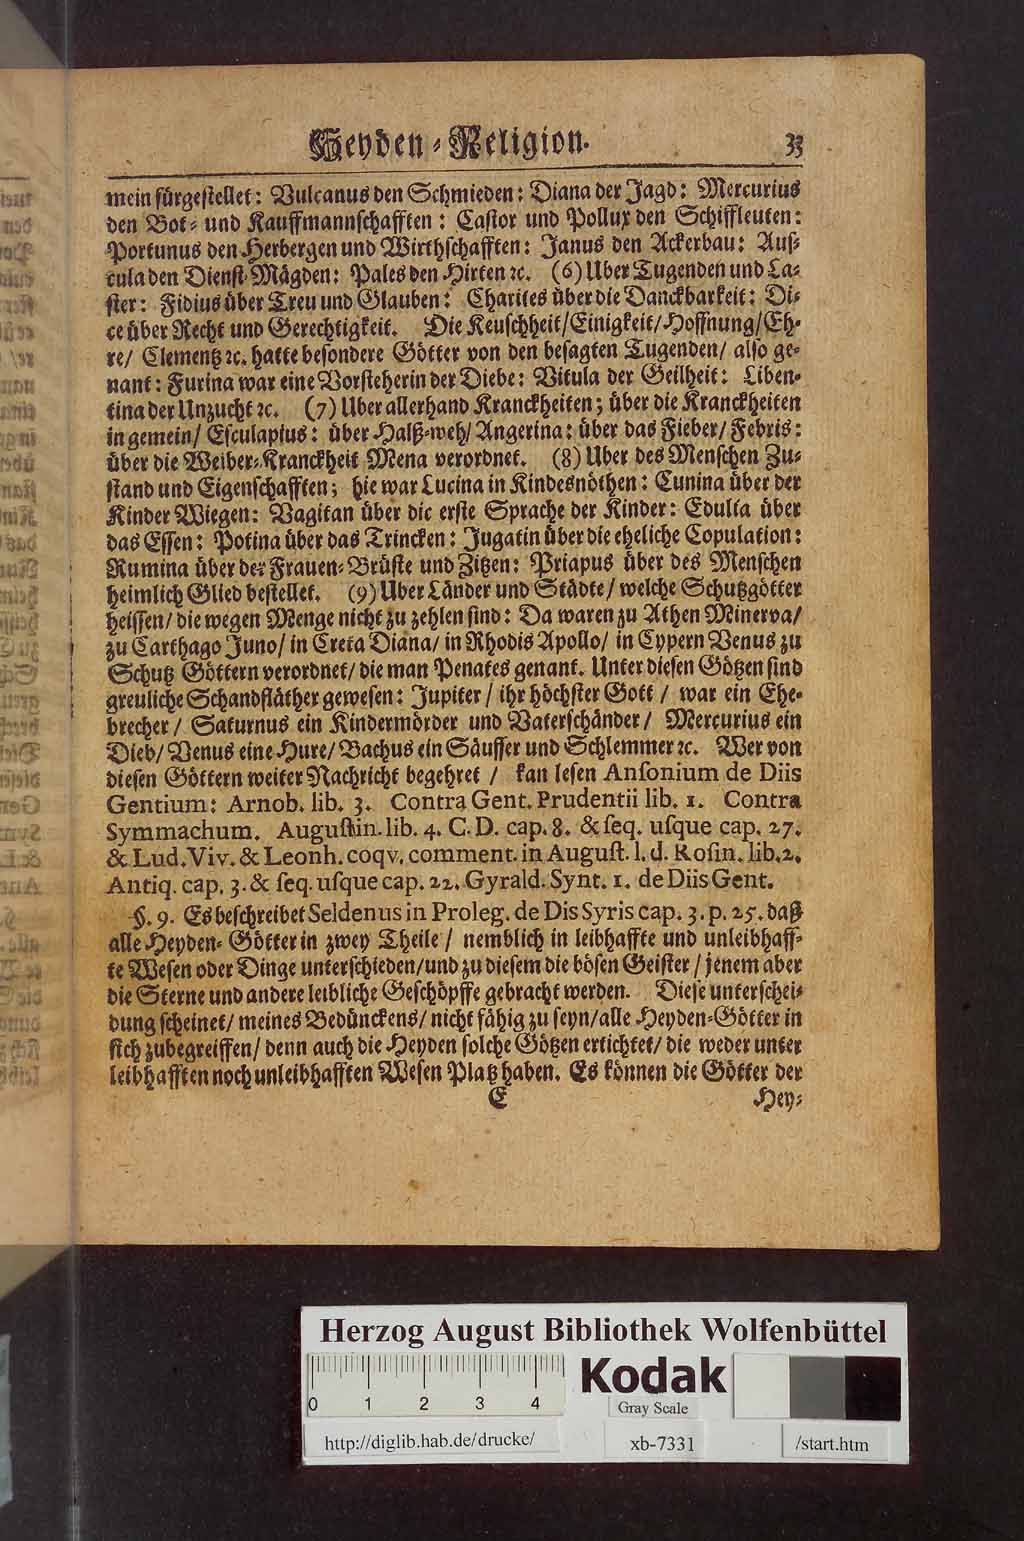 Heyden-Religion. 33
mein fürgestellet: Vulcanus den Schmieden: Diana der Jagd: Mercurius
den Bot- und Kauffmannschafften: Castor und Pollux den Schiffleuten:
Portunus den Herbergen und Wirthschafften: Janus den Ackerbau: Aus-
cula den Dienst-Mägden: Pales den Hirten ꝛc. (6) Uber Tugenden und La-
ster: Fidius über Treu und Glauben: Charites über die Danckbarkeit: Di-
ce über Recht und Gerechtigkeit. Die Keuschheit/Einigkeit/Hoffnung/Eh-
re/ Clementz ꝛc. hatte besondere Götter von den besagten Tugenden/ also ge-
nant: Furina war eine Vorsteherin der Diebe: Vitula der Geilheit: Liben-
tina der Unzucht ꝛc. (7) Uber allerhand Kranckheiten; über die Kranckheiten
in gemein/ Esculapius: über Halß-weh/ Angerina: über das Fieber/ Febris:
über die Weiber-Kranckheit Mena verordnet. (8) Uber des Menschen Zu-
stand und Eigenschafften; hie war Lucina in Kindesnöthen: Cunina über der
Kinder Wiegen: Vagitan über die erste Sprache der Kinder: Edulia über
das Essen: Potina über das Trincken: Jugatin über die eheliche Copulation:
Rumina über der Frauen-Brüste und Zitzen: Priapus über des Menschen
heimlich Glied bestellet. (9) Uber Länder und Städte/ welche Schutzgötter
heissen/ die wegen Menge nicht zu zehlen sind: Da waren zu Athen Minerva/
zu Carthago Juno/ in Creta Diana/ in Rhodis Apollo/ in Cypern Venus zu
Schutz Göttern verordnet/ die man Penates genant. Unter diesen Götzen sind
greuliche Schandfläther gewesen: Jupiter/ ihr höchster Gott/ war ein Ehe-
brecher/ Saturnus ein Kindermörder und Vaterschänder/ Mercurius ein
Dieb/ Venus eine Hure/ Bachus ein Säuffer und Schlemmer ꝛc. Wer von
diesen Göttern weiter Nachricht begehret/ kan lesen Anſonium de Diis
Gentium: Arnob. lib. 3. Contra Gent. Prudentii lib. 1. Contra
Symmachum. Auguſtin. lib. 4. C. D. cap. 8. & ſeq. uſque cap. 27.
& Lud. Viv. & Leonh. coqv. comment. in Auguſt. l. d. Roſin. lib. 2.
Antiq. cap. 3. & ſeq. uſque cap. 22. Gyrald. Synt. 1. de Diis Gent.
§. 9. Es beschreibet Seldenus in Proleg. de Dis Syris cap. 3. p. 25. daß
alle Heyden-Götter in zwey Theile/ nemblich in leibhaffte und unleibhaff-
te Wesen oder Dinge unterschieden/ und zu diesem die bösen Geister/ jenem aber
die Sterne und andere leibliche Geschöpffe gebracht werden. Diese unterschei-
dung scheinet/ meines Bedünckens/ nicht fähig zu seyn/ alle Heyden-Götter in
sich zubegreiffen/ denn auch die Heyden solche Götzen ertichtet/ die weder unter
leibhafften noch unleibhafften Wesen Platz haben. Es können die Götter der
E Hey-
Herzog August Bibliothek Wolfenbüttel
0 1 2 3 4
Kodak
Gray Scale
http://diglib.hab.de/drucke/ xb-7331 /start.htm